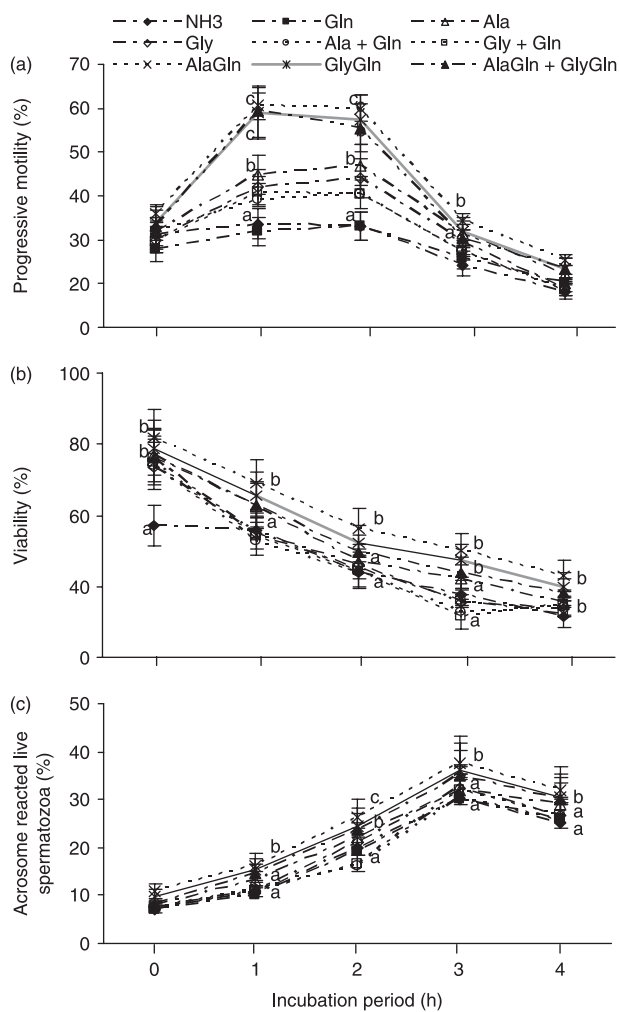 NH3 Gln Ala
Gly Ala + Gln Gly + Gln
AlaGln GlyGln AlaGln + GlyGln
(a)
Progressive motility (%)
70
60
50
40
30
20
10
0
c
c
c
b
b
b
a
a
a
(b)
Viability (%)
100
80
60
40
20
0
b
b
a
b
a
b
a
a
b
b
a
a
b
b
(c)
Acrosome reacted live
spermatozoa (%)
50
40
30
20
10
0
b
a
a
c
b
a
b
a
a
b
a
a
0 1 2 3 4
Incubation period (h)